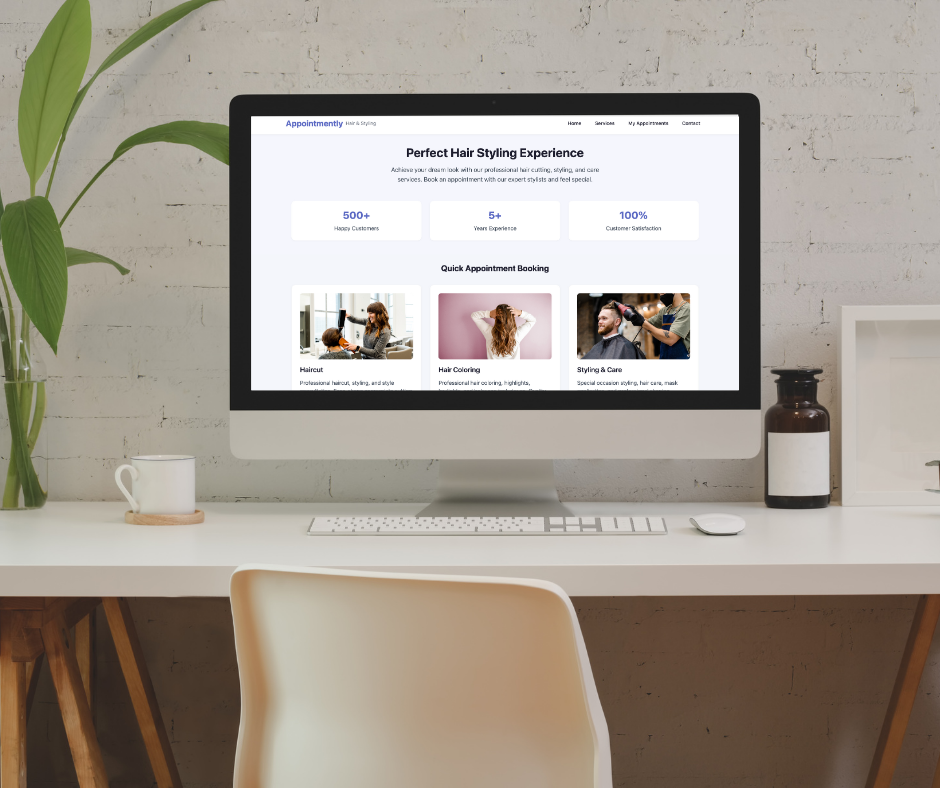 Appointmently Hair & Styling
Home Services My Appointments Contact
Perfect Hair Styling Experience
Achieve your dream look with our professional hair cutting, styling, and care
services. Book an appointment with our expert stylists and feel special.
500+ 5+ 100%
Happy Customers Years Experience Customer Satisfaction
Quick Appointment Booking
Haircut Hair Coloring Styling & Care
Professional haircut, styling, and style Professional hair coloring, highlights, Special occasion styling, hair care, mask